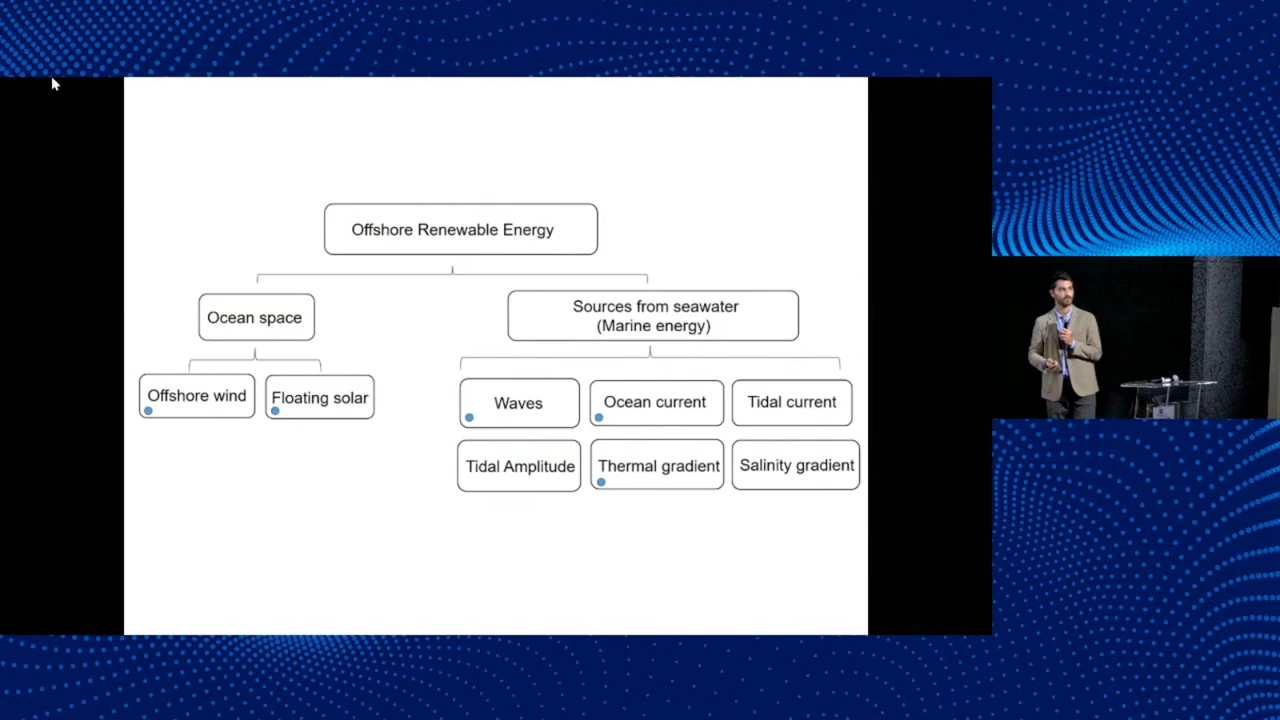 Offshore Renewable Energy
Ocean space
Sources from seawater
(Marine energy)
Offshore wind
Floating solar
Waves
Ocean current
Tidal current
Tidal Amplitude
Thermal gradient
Salinity gradient